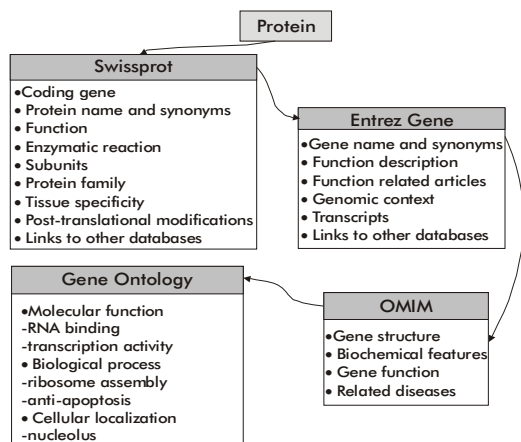 Protein
Swissprot
•Coding gene
• Protein name and synonyms
• Function
• Enzymatic reaction
• Subunits
• Protein family
• Tissue specificity
• Post-translational modifications
• Links to other databases
Entrez Gene
•Gene name and synonyms
• Function description
• Function related articles
• Genomic context
• Transcripts
• Links to other databases
OMIM
•Gene structure
• Biochemical features
• Gene function
• Related diseases
Gene Ontology
•Molecular function
-RNA binding
-transcription activity
• Biological process
-ribosome assembly
-anti-apoptosis
• Cellular localization
-nucleolus